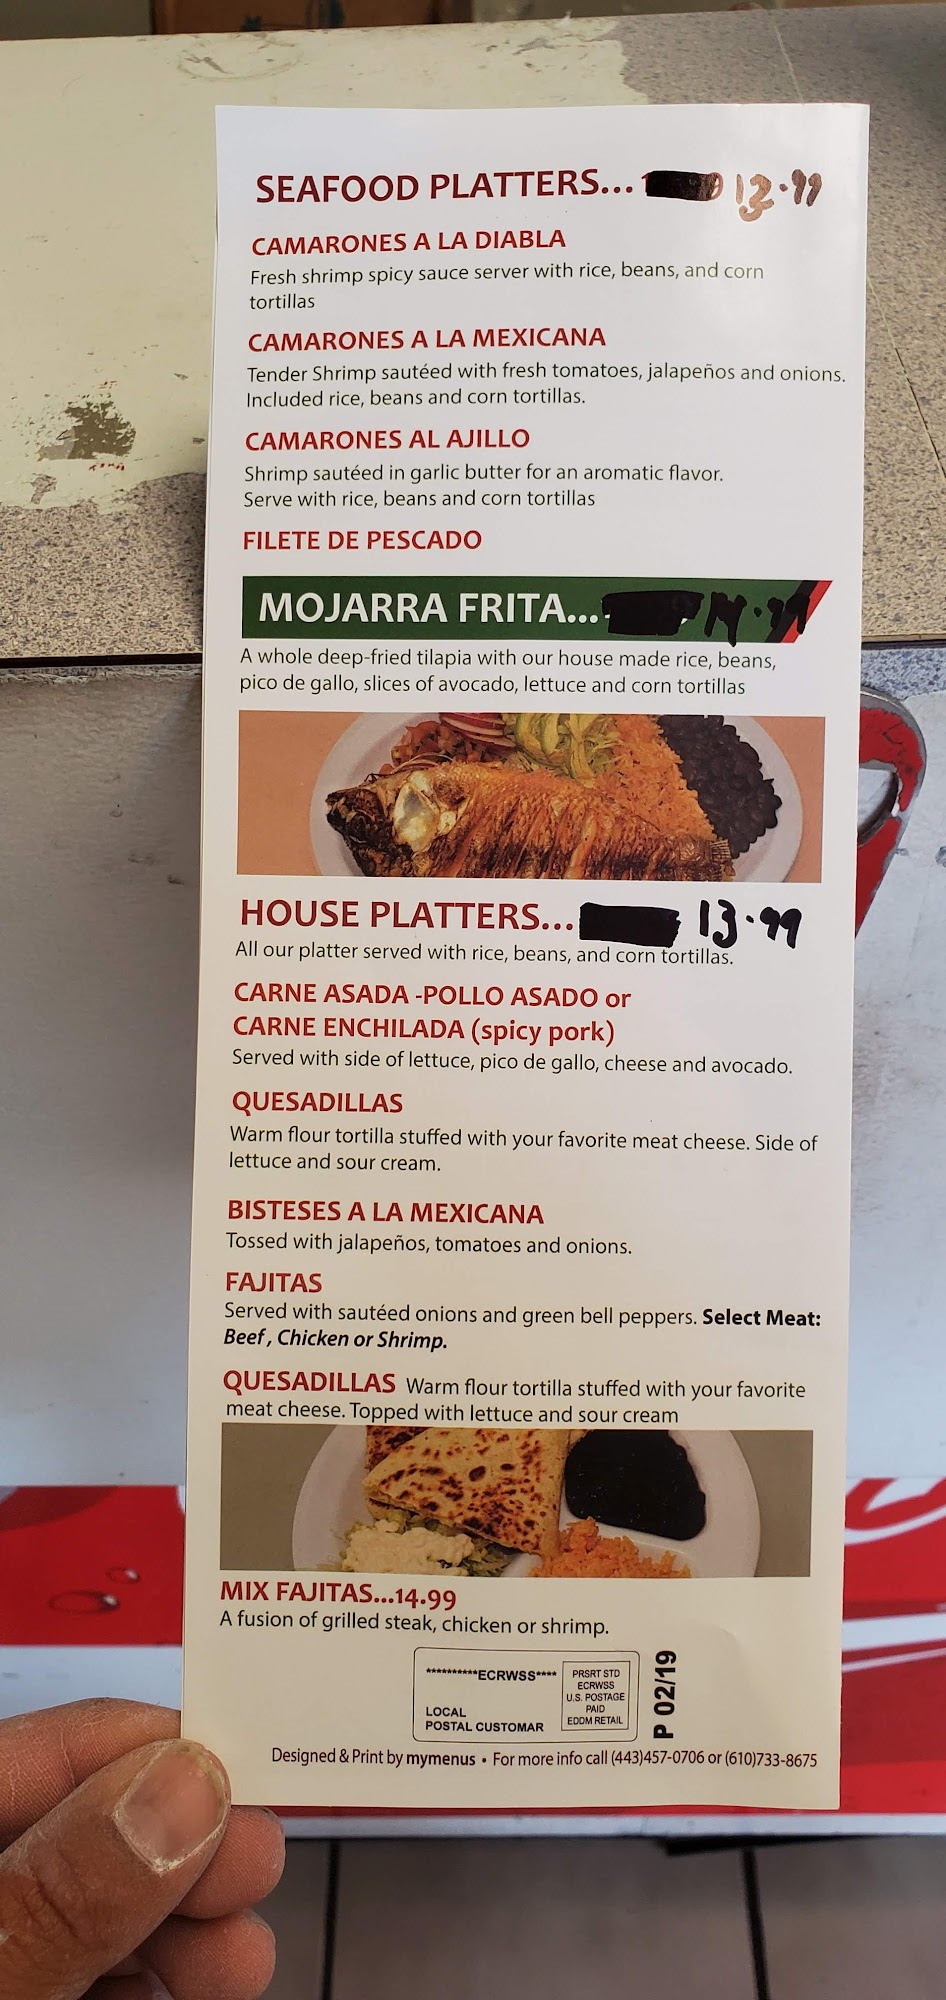 SEAFOOD PLATTERS... 13.99
CAMARONES A LA DIABLA
Fresh shrimp spicy sauce server with rice, beans, and corn
tortillas
CAMARONES A LA MEXICANA
Tender Shrimp sautéed with fresh tomatoes, jalapeños and onions.
Included rice, beans and corn tortillas.
CAMARONES AL AJILLO
Shrimp sautéed in garlic butter for an aromatic flavor.
Serve with rice, beans and corn tortillas
FILETE DE PESCADO
MOJARRA FRITA... 14.99
A whole deep-fried tilapia with our house made rice, beans,
pico de gallo, slices of avocado, lettuce and corn tortillas
HOUSE PLATTERS... 13.99
All our platter served with rice, beans, and corn tortillas.
CARNE ASADA -POLLO ASADO or
CARNE ENCHILADA (spicy pork)
Served with side of lettuce, pico de gallo, cheese and avocado.
QUESADILLAS
Warm flour tortilla stuffed with your favorite meat cheese. Side of
lettuce and sour cream.
BISTESES A LA MEXICANA
Tossed with jalapeños, tomatoes and onions.
FAJITAS
Served with sautéed onions and green bell peppers. Select Meat:
Beef, Chicken or Shrimp.
QUESADILLAS Warm flour tortilla stuffed with your favorite
meat cheese. Topped with lettuce and sour cream
MIX FAJITAS...14.99
A fusion of grilled steak, chicken or shrimp.
**********ECRWSS****
LOCAL
POSTAL CUSTOMAR
PRSRT STD
ECRWSS
U.S. POSTAGE
PAID
EDDM RETAIL
P 02/19
Designed & Print by mymenus • For more info call (443)457-0706 or (610)733-8675